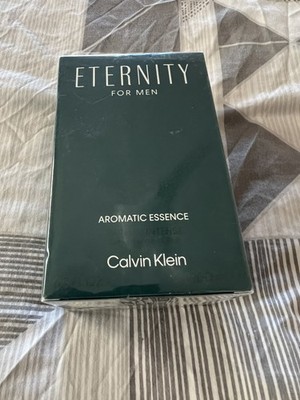 ETERNITY
FOR MEN
AROMATIC ESSENCE
Calvin Klein